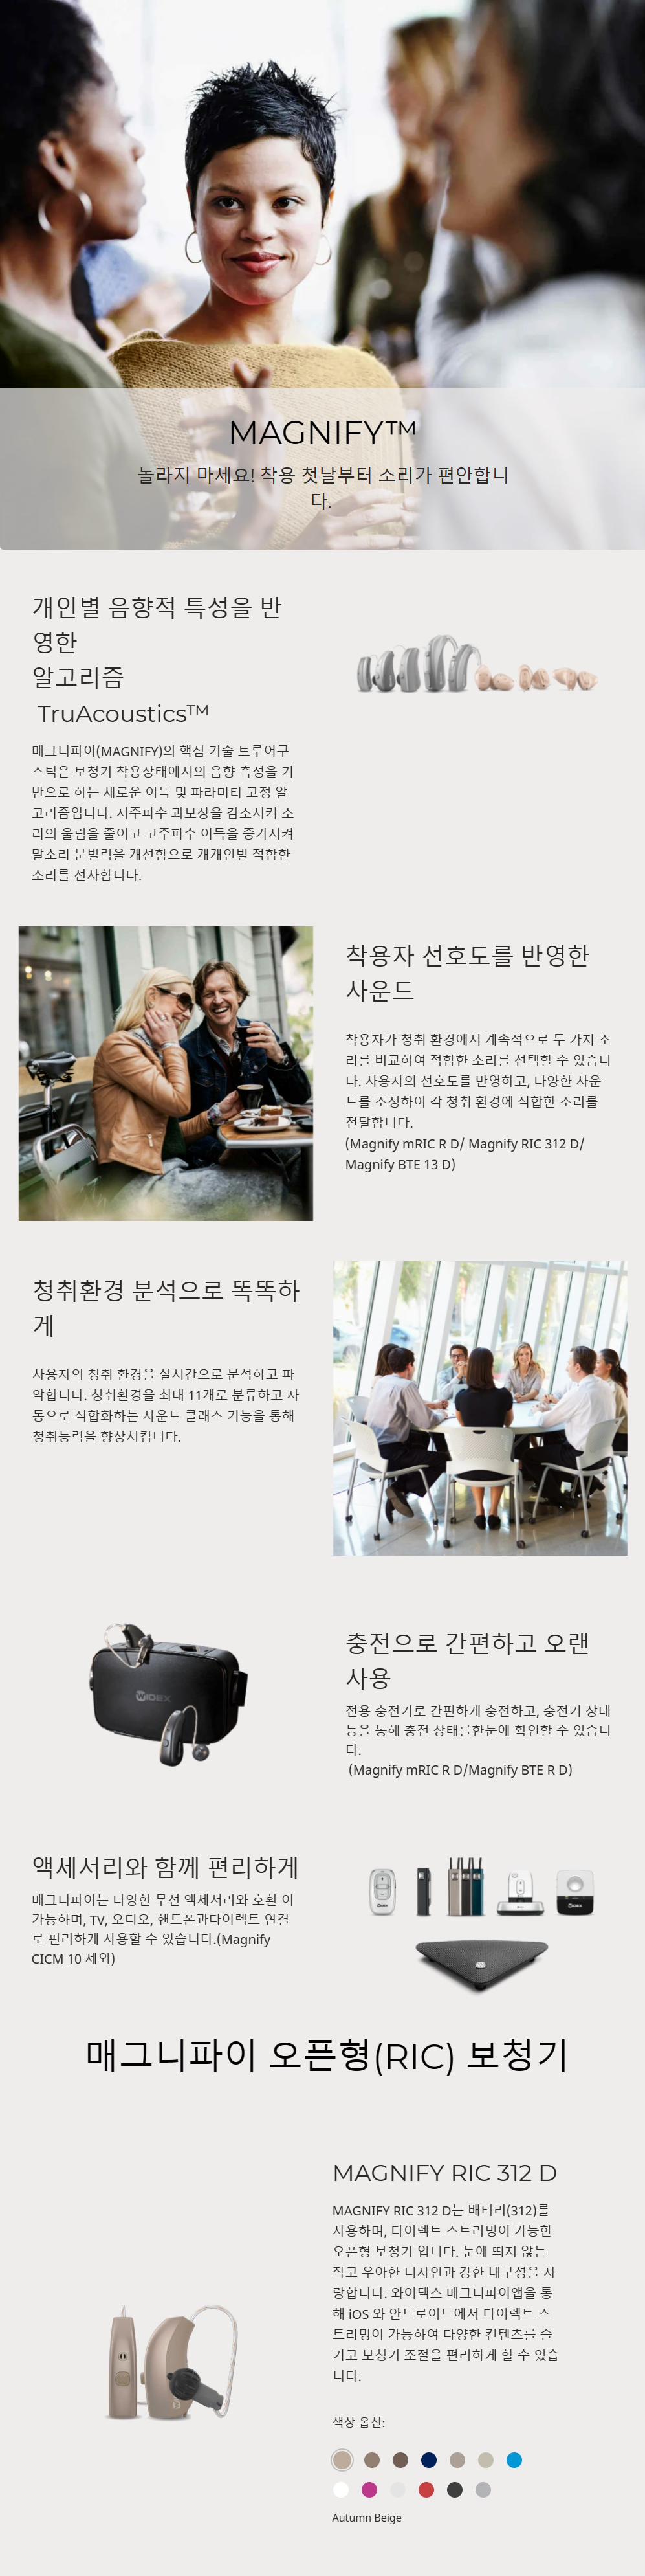 MAGNIFY™
놀라지 마세요! 착용 첫날부터 소리가 편안합니
다.
개인별 음향적 특성을 반
영한
알고리즘
TruAcoustics™
매그니파이(MAGNIFY)의 핵심 기술 트루어쿠
스틱은 보청기 착용상태에서의 음향 측정을 기
반으로 하는 새로운 이득 및 파라미터 고정 알
고리즘입니다. 저주파수 과보상을 감소시켜 소
리의 울림을 줄이고 고주파수 이득을 증가시켜
말소리 분별력을 개선함으로 개개인별 적합한
소리를 선사합니다.
착용자 선호도를 반영한
사운드
착용자가 청취 환경에서 계속적으로 두 가지 소
리를 비교하여 적합한 소리를 선택할 수 있습니
다. 사용자의 선호도를 반영하고, 다양한 사운
드를 조정하여 각 청취 환경에 적합한 소리를
전달합니다.
(Magnify mRIC R D/ Magnify RIC 312 D/
Magnify BTE 13 D)
청취환경 분석으로 똑똑하
게
사용자의 청취 환경을 실시간으로 분석하고 파
악합니다. 청취환경을 최대 11개로 분류하고 자
동으로 적합화하는 사운드 클래스 기능을 통해
청취능력을 향상시킵니다.
WIDEX
충전으로 간편하고 오랜
사용
전용 충전기로 간편하게 충전하고, 충전기 상태
등을 통해 충전 상태를한눈에 확인할 수 있습니
다.
(Magnify mRIC R D/Magnify BTE R D)
액세서리와 함께 편리하게
매그니파이는 다양한 무선 액세서리와 호환 이
가능하며, TV, 오디오, 핸드폰과다이렉트 연결
로 편리하게 사용할 수 있습니다.(Magnify
CICM 10 제외)
매그니파이 오픈형(RIC) 보청기
MAGNIFY RIC 312 D
MAGNIFY RIC 312 D는 배터리(312)를
사용하며, 다이렉트 스트리밍이 가능한
오픈형 보청기 입니다. 눈에 띄지 않는
작고 우아한 디자인과 강한 내구성을 자
랑합니다. 와이덱스 매그니파이앱을 통
해 iOS 와 안드로이드에서 다이렉트 스
트리밍이 가능하여 다양한 컨텐츠를 즐
기고 보청기 조절을 편리하게 할 수 있습
니다.
색상 옵션:
Autumn Beige